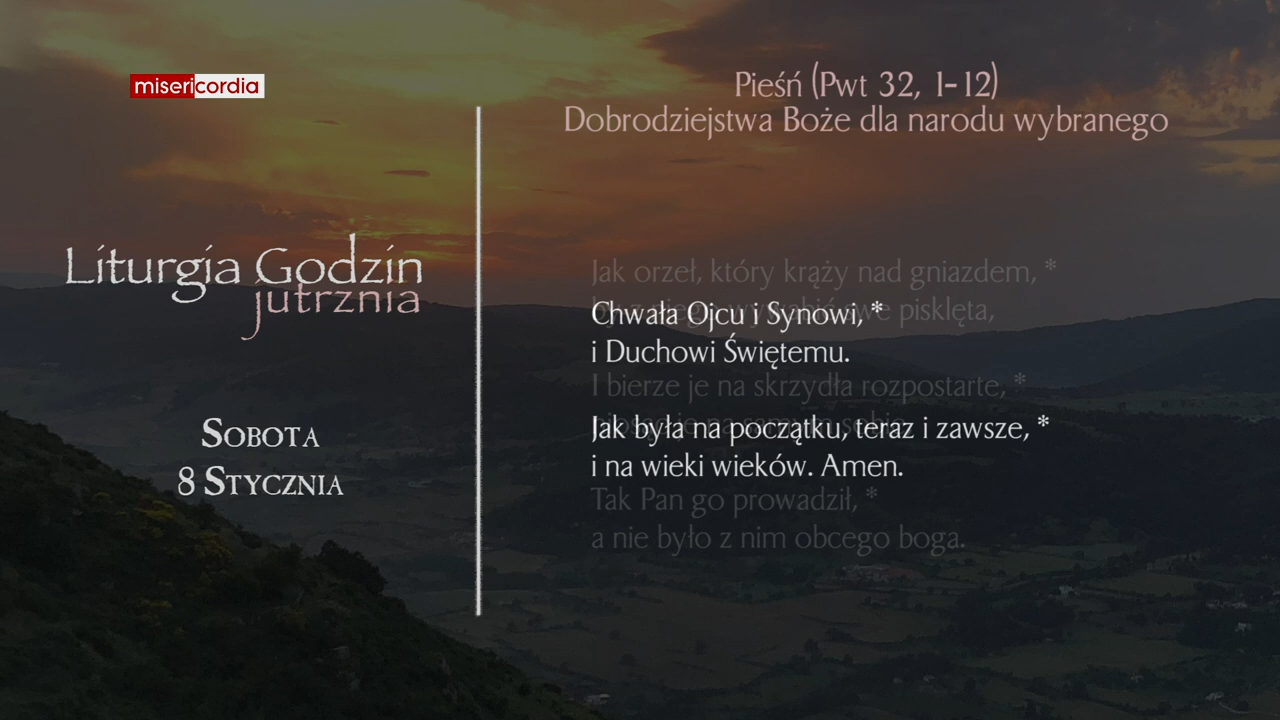 misericordia
Pieśń (Pwt 32, 1-12)
Dobrodziejstwa Boże dla narodu wybranego
Liturgia Godzin
jutrznia
Sobota
8 Stycznia
Jak orzeł, który krąży nad gniazdem, *
piskľęta,
Chwała Ojcu i Synowi, *
i Duchowi Świętemu.
I bierze je na skrzydła rozpostarte, *
Jak była na początku, teraz i zawsze, *
i na wieki wieków. Amen.
Tak Pan go prowadził, *
a nie było z nim obcego boga.